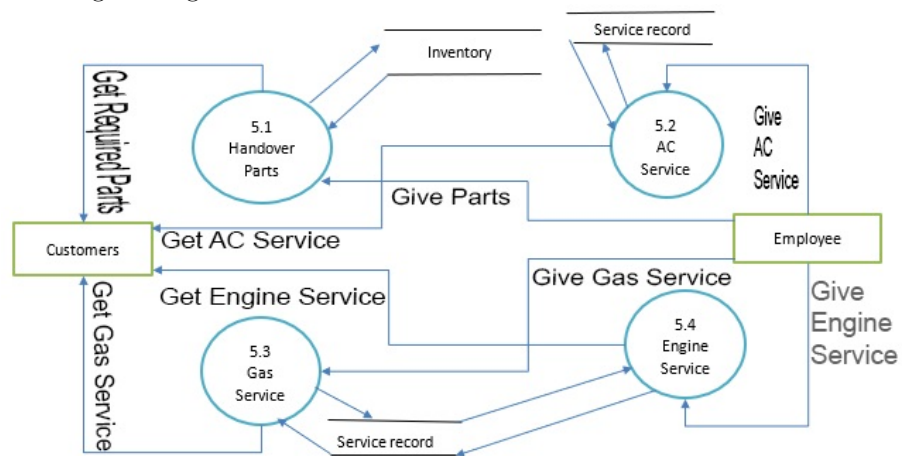 Service record
Inventory
5.1
Handover
Parts
5.2
AC
Service
Get Required Parts
Give
AC
Service
Give Parts
Customers
Get AC Service
Employee
Give Gas Service
Get Engine Service
Get Gas Service
Give
Engine
Service
5.3
Gas
Service
5.4
Engine
Service
Service record